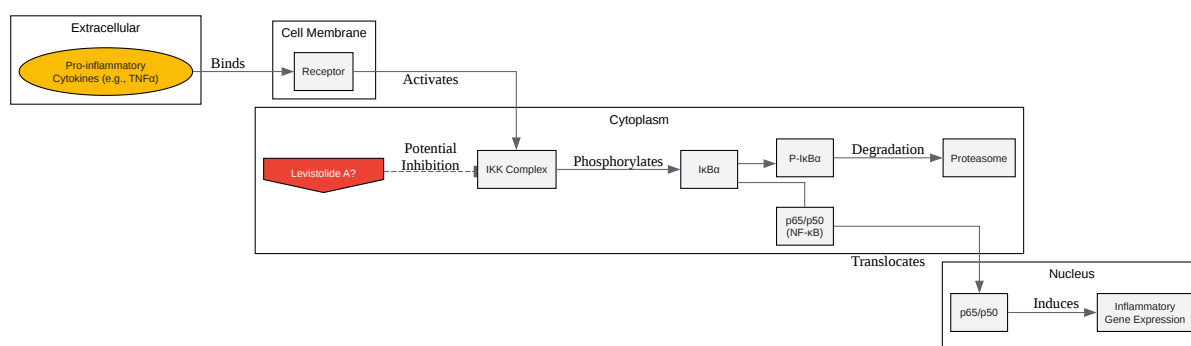 Extracellular
Pro-inflammatory
Cytokines (e.g., TNFα)
Binds
Cell Membrane
Receptor
Activates
Cytoplasm
Levistolide A?
Potential
Inhibition
IKK Complex
Phosphorylates
IκBα
P-IκBα
Degradation
Proteasome
p65/p50
(NF-κB)
Translocates
Nucleus
p65/p50
Induces
Inflammatory
Gene Expression